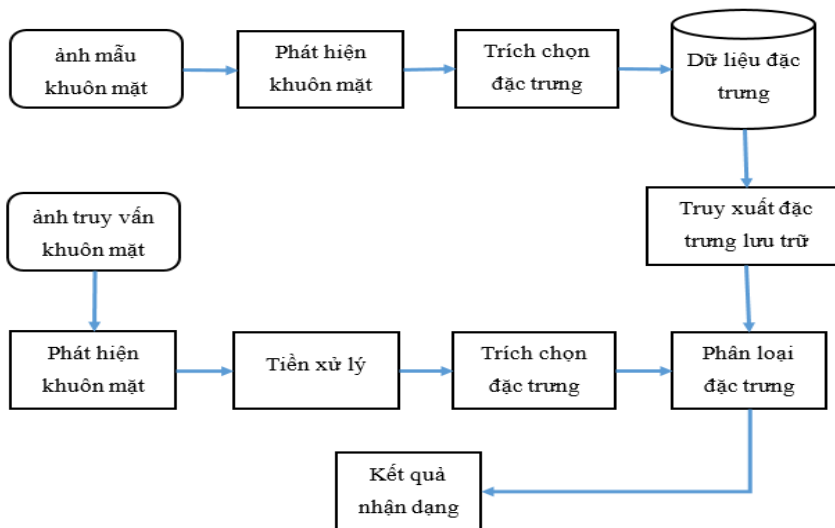 ảnh mẫu
khuôn mặt
Phát hiện
khuôn mặt
Trích chọn
đặc trưng
Dữ liệu đặc
trưng
Truy xuất đặc
trưng lưu trữ
ảnh truy vấn
khuôn mặt
Phát hiện
khuôn mặt
Tiền xử lý
Trích chọn
đặc trưng
Phân loại
đặc trưng
Kết quả
nhận dạng